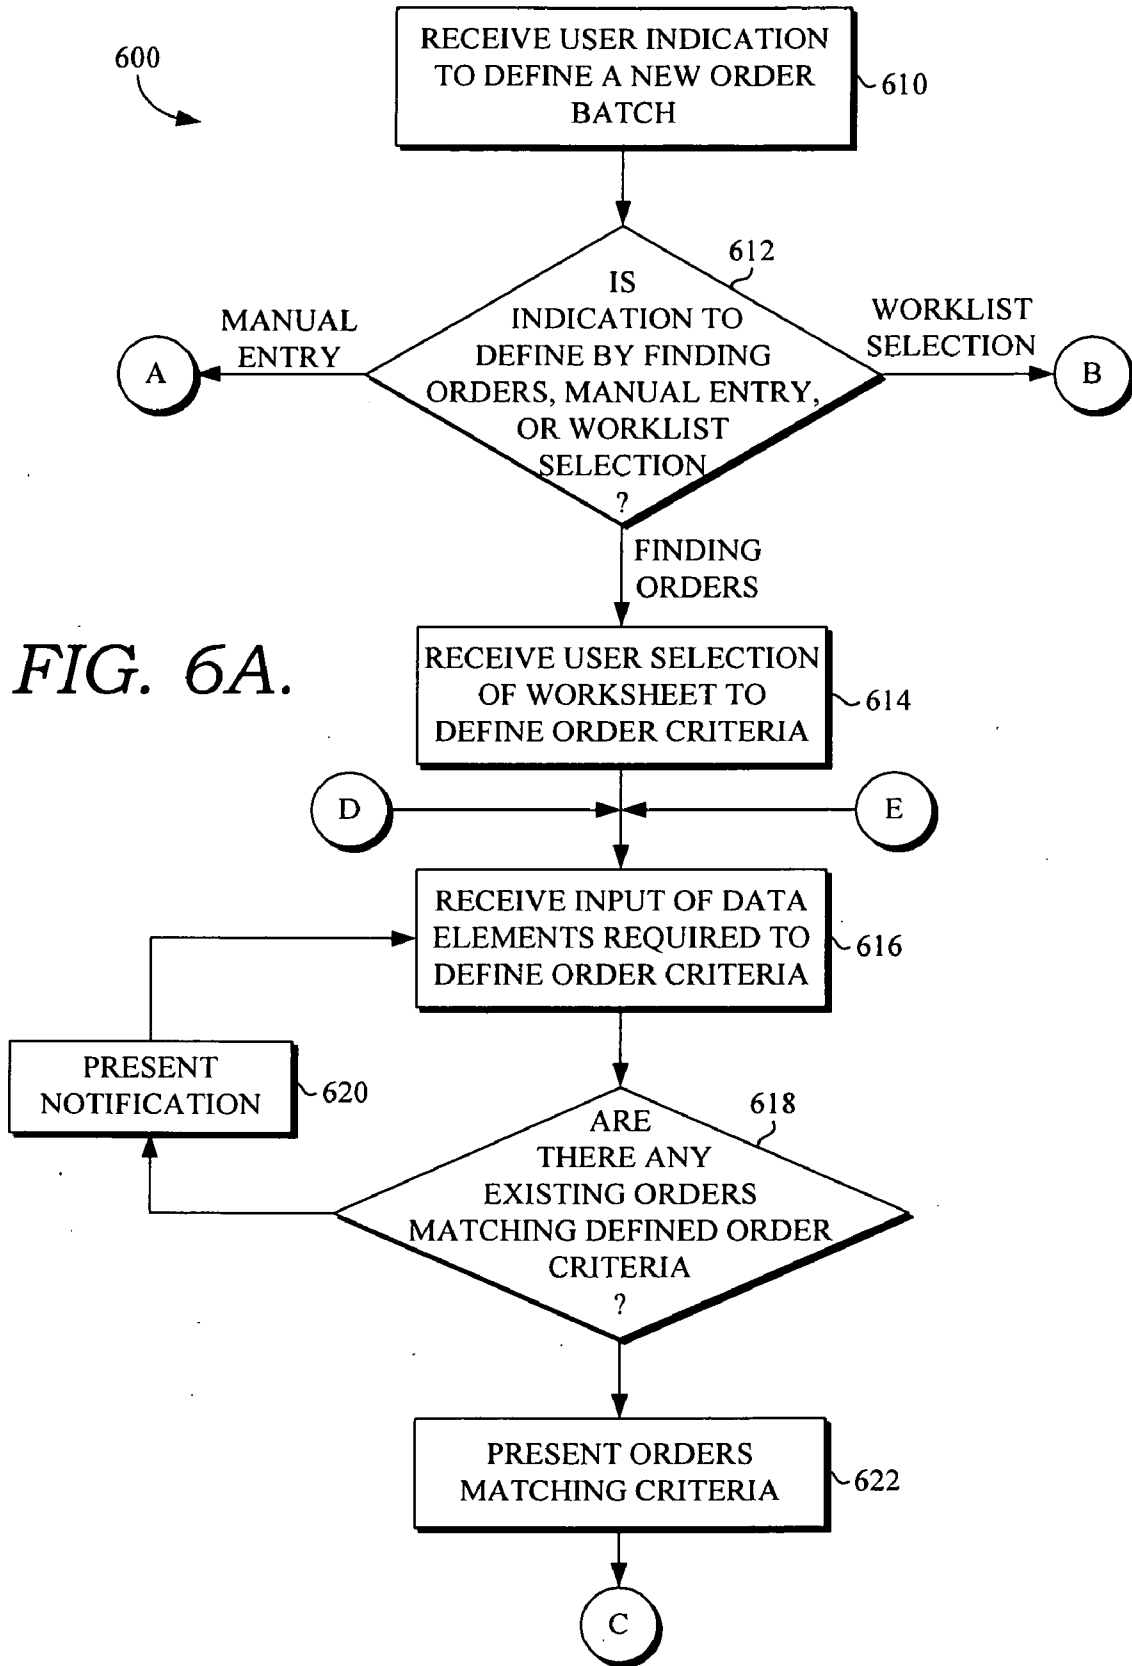 600
RECEIVE USER INDICATION
TO DEFINE A NEW ORDER
BATCH
610
612
IS
INDICATION TO
DEFINE BY FINDING
ORDERS, MANUAL ENTRY,
OR WORKLIST
SELECTION
?
MANUAL
ENTRY
A
WORKLIST
SELECTION
B
FINDING
ORDERS
FIG. 6A.
RECEIVE USER SELECTION
OF WORKSHEET TO
DEFINE ORDER CRITERIA
614
D
E
RECEIVE INPUT OF DATA
ELEMENTS REQUIRED TO
DEFINE ORDER CRITERIA
616
PRESENT
NOTIFICATION
620
618
ARE
THERE ANY
EXISTING ORDERS
MATCHING DEFINED ORDER
CRITERIA
?
PRESENT ORDERS
MATCHING CRITERIA
622
C